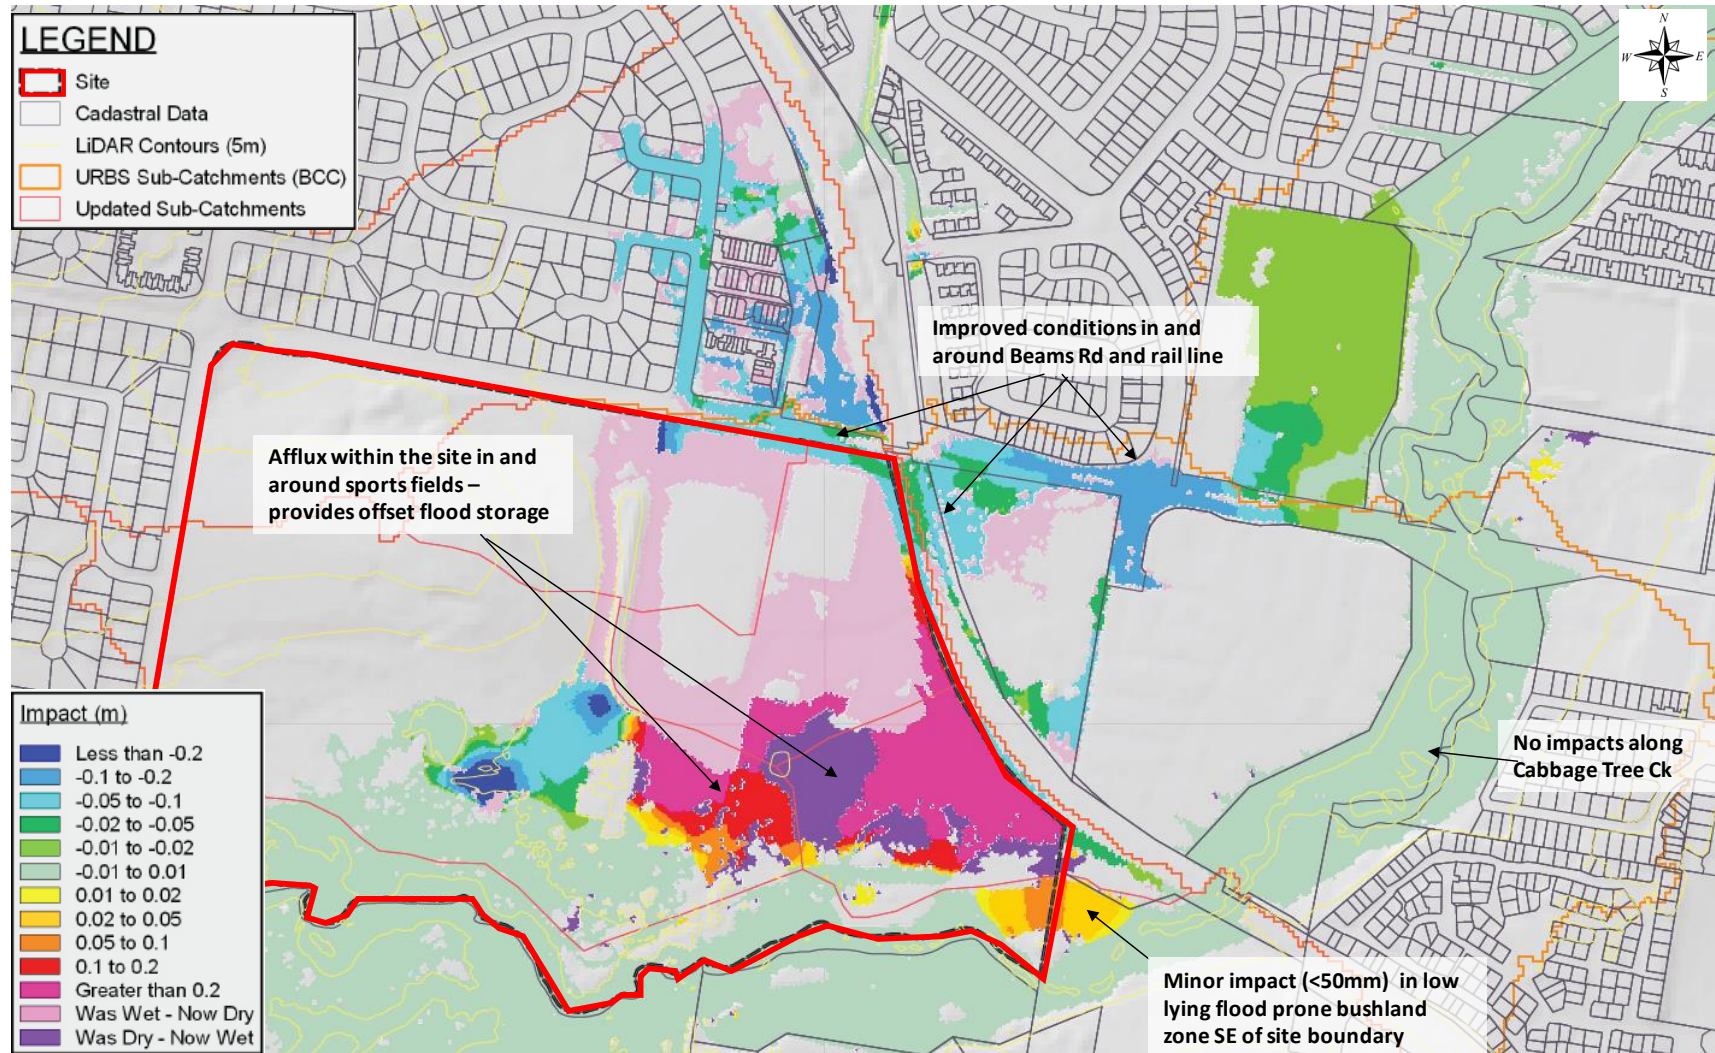 LEGEND
Site
Cadastral Data
LiDAR Contours (5m)
URBS Sub-Catchments (BCC)
Updated Sub-Catchments
N
W
E
S
Improved conditions in and
around Beams Rd and rail line
Afflux within the site in and
around sports fields –
provides offset flood storage
No impacts along
Cabbage Tree Ck
Minor impact (<50mm) in low
lying flood prone bushland
zone SE of site boundary
Impact (m)
Less than -0.2
-0.1 to -0.2
-0.05 to -0.1
-0.02 to -0.05
-0.01 to -0.02
-0.01 to 0.01
0.01 to 0.02
0.02 to 0.05
0.05 to 0.1
0.1 to 0.2
Greater than 0.2
Was Wet - Now Dry
Was Dry - Now Wet